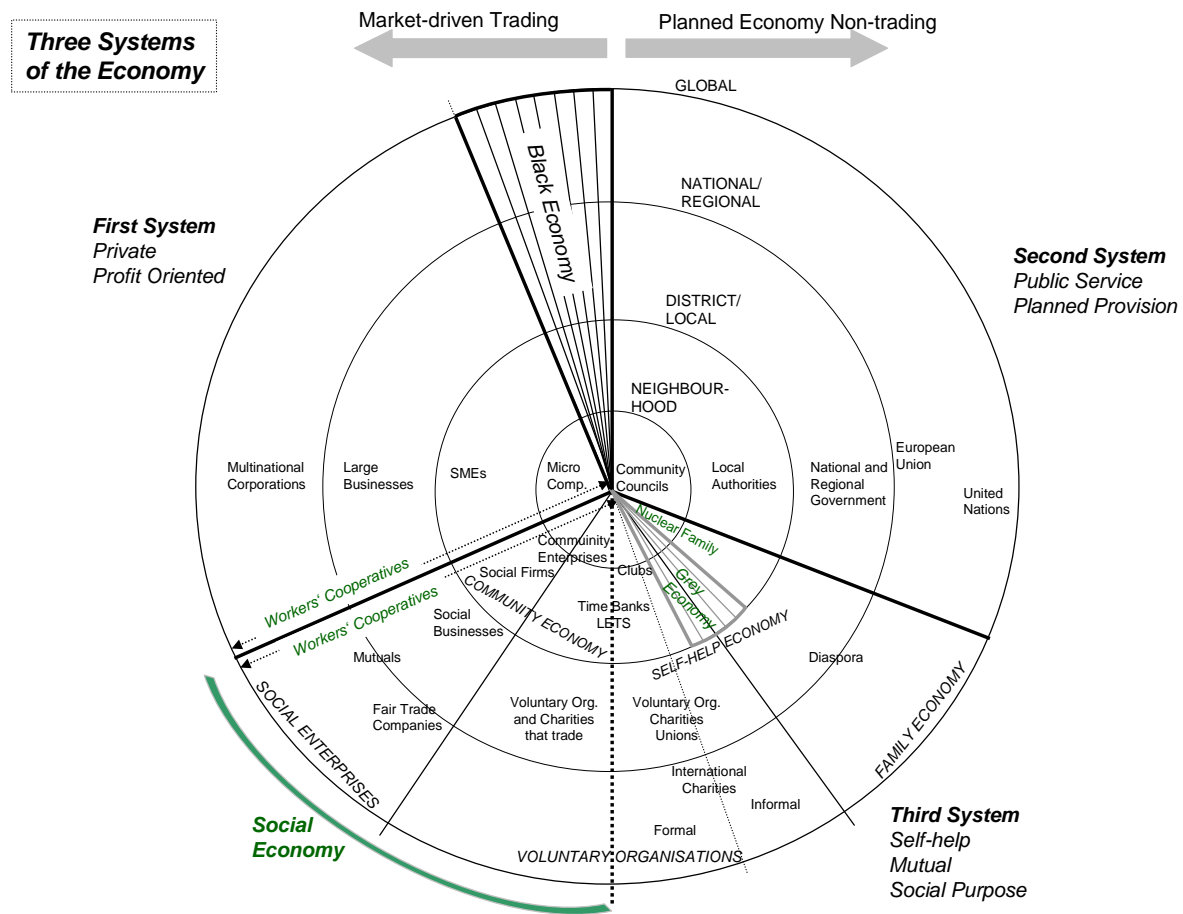 Market-driven Trading
Planned Economy Non-trading
Three Systems
of the Economy
GLOBAL
NATIONAL/
REGIONAL
Black Economy
First System
Private
Profit Oriented
Second System
Public Service
Planned Provision
DISTRICT/
LOCAL
NEIGHBOUR-
HOOD
Multinational
Corporations
Large
Businesses
SMEs
Micro
Comp.
Community
Councils
Local
Authorities
National and
Regional
Government
European
Union
United
Nations
Nuclear Family
Grey
Economy
Commuinity
Enterprises
Social Firms
Clubs
Workers' Cooperatives
Workers' Cooperatives
COMMUNITY ECONOMY
Time Banks
LETS
Social
Businesses
SELF-HELP ECONOMY
Mutuals
Diaspora
Fair Trade
Companies
Voluntary Org.
and Charities
that trade
Voluntary Org.
Charities
Unions
SOCIAL ENTERPRISES
FAMILY ECONOMY
International
Charities
Informal
Formal
VOLUNTARY ORGANISATIONS
Social
Economy
Third System
Self-help
Mutual
Social Purpose